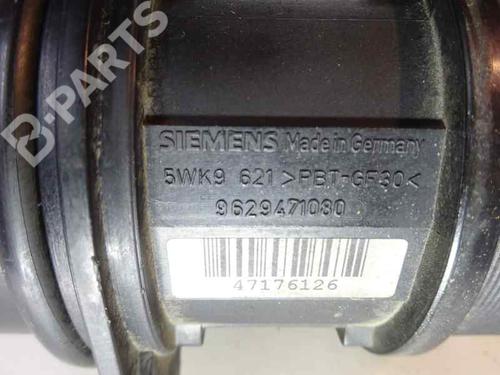 B-PARTS
SIEMENS Made in Germany
5WK9 621 >PBT-GF30<
9629471080
47176126